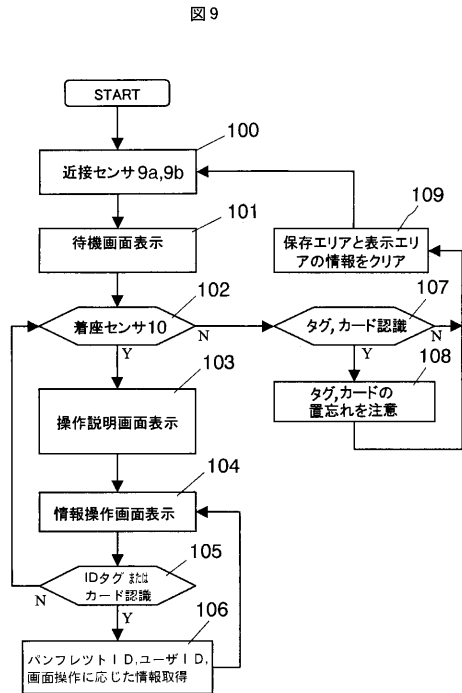 図9
START
100
近接センサ9a,9b
101
待機画面表示
109
保存エリアと表示エ
リアの情報をクリア
102
着座センサ10
N
Y
107
タグ,カード認識
N
Y
103
操作説明画面表示
108
タグ,カードの
置忘れを注意
104
情報操作画面表示
105
IDタグ または
カード認識
N
Y
106
パンフレットID,ユーザID,
画面操作に応じた情報取得